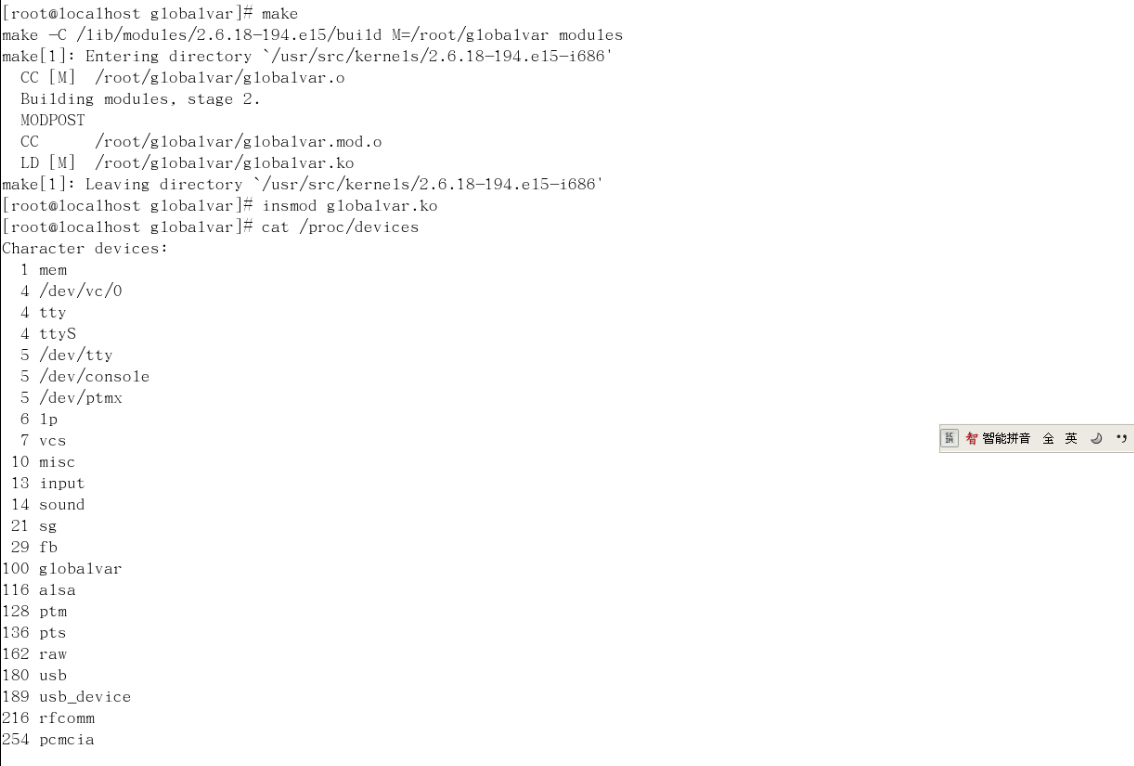 [root@localhost globalvar]# make
make -C /lib/modules/2.6.18-194.el5/build M=/root/globalvar modules
make[1]: Entering directory `/usr/src/kernels/2.6.18-194.el5-i686'
  CC [M]  /root/globalvar/globalvar.o
  Building modules, stage 2.
  MODPOST
  CC      /root/globalvar/globalvar.mod.o
  LD [M]  /root/globalvar/globalvar.ko
make[1]: Leaving directory `/usr/src/kernels/2.6.18-194.el5-i686'
[root@localhost globalvar]# insmod globalvar.ko
[root@localhost globalvar]# cat /proc/devices
Character devices:
  1 mem
  4 /dev/vc/0
  4 tty
  4 ttyS
  5 /dev/tty
  5 /dev/console
  5 /dev/ptmx
  6 lp
  7 vcs
 10 misc
 13 input
 14 sound
 21 sg
 29 fb
100 globalvar
116 alsa
128 ptm
136 pts
162 raw
180 usb
189 usb_device
216 rfcomm
254 pcmcia
智 智能拼音 全 英